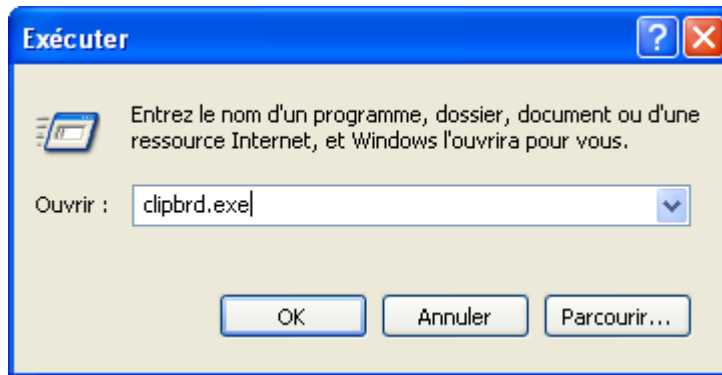 Exécuter
Entrez le nom d'un programme, dossier, document ou d'une
ressource Internet, et Windows l'ouvrira pour vous.
Ouvrir : clipbrd.exe
OK Annuler Parcourir...